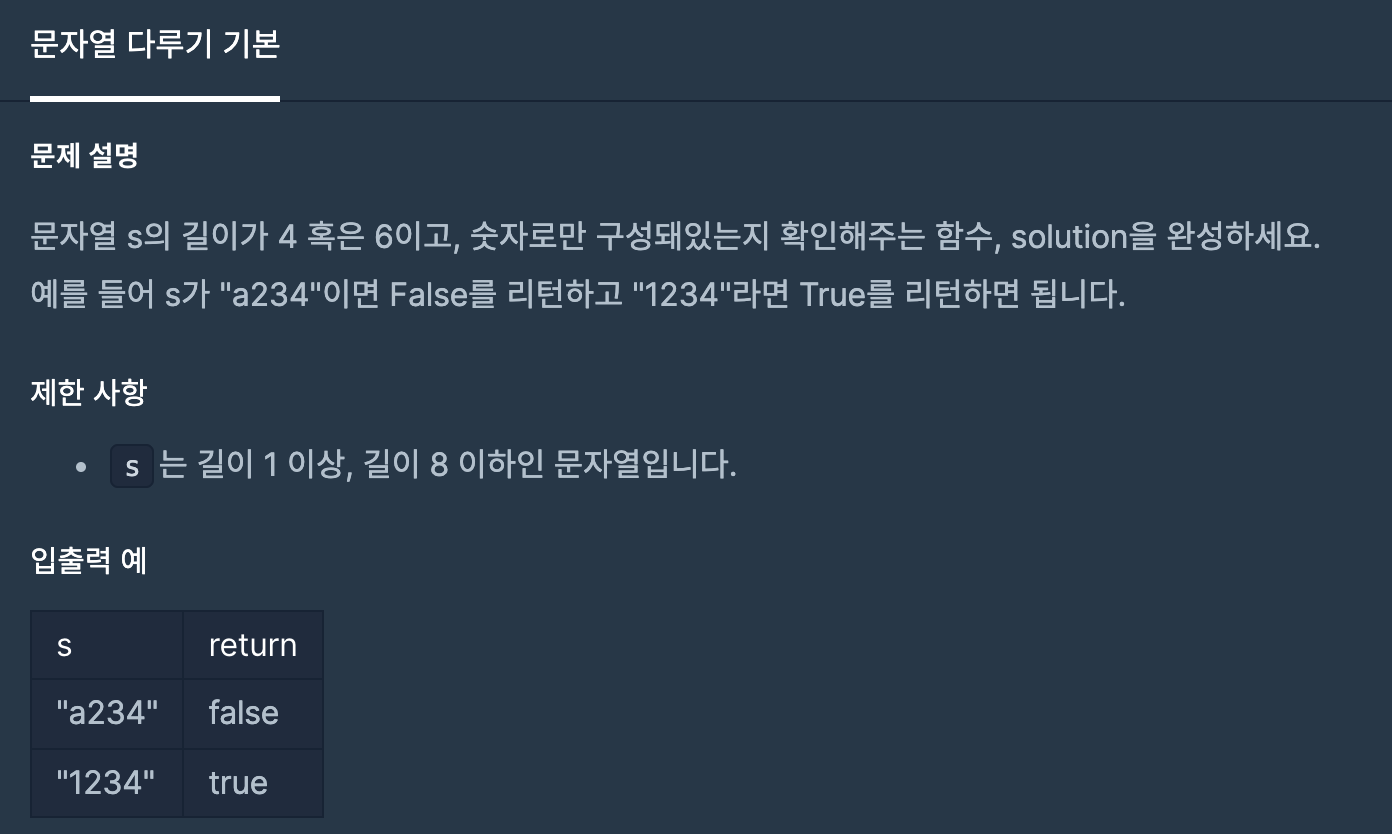 문자열 다루기 기본
문제 설명
문자열 s의 길이가 4 혹은 6이고, 숫자로만 구성돼있는지 확인해주는 함수, solution을 완성하세요.
예를 들어 s가 "a234"이면 False를 리턴하고 "1234"라면 True를 리턴하면 됩니다.
제한 사항
• s는 길이 1 이상, 길이 8 이하인 문자열입니다.
입출력 예
s return
"a234" false
"1234" true